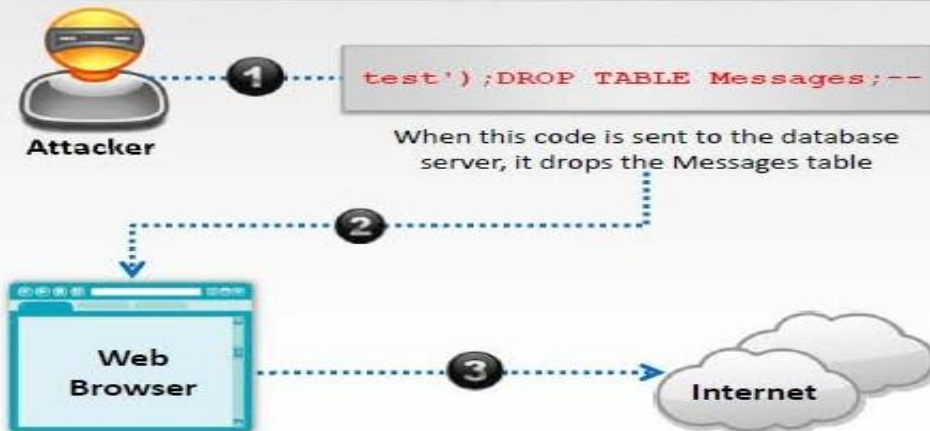 1
test');DROP TABLE Messages;--
Attacker
When this code is sent to the database
server, it drops the Messages table
2
Web
Browser
3
Internet